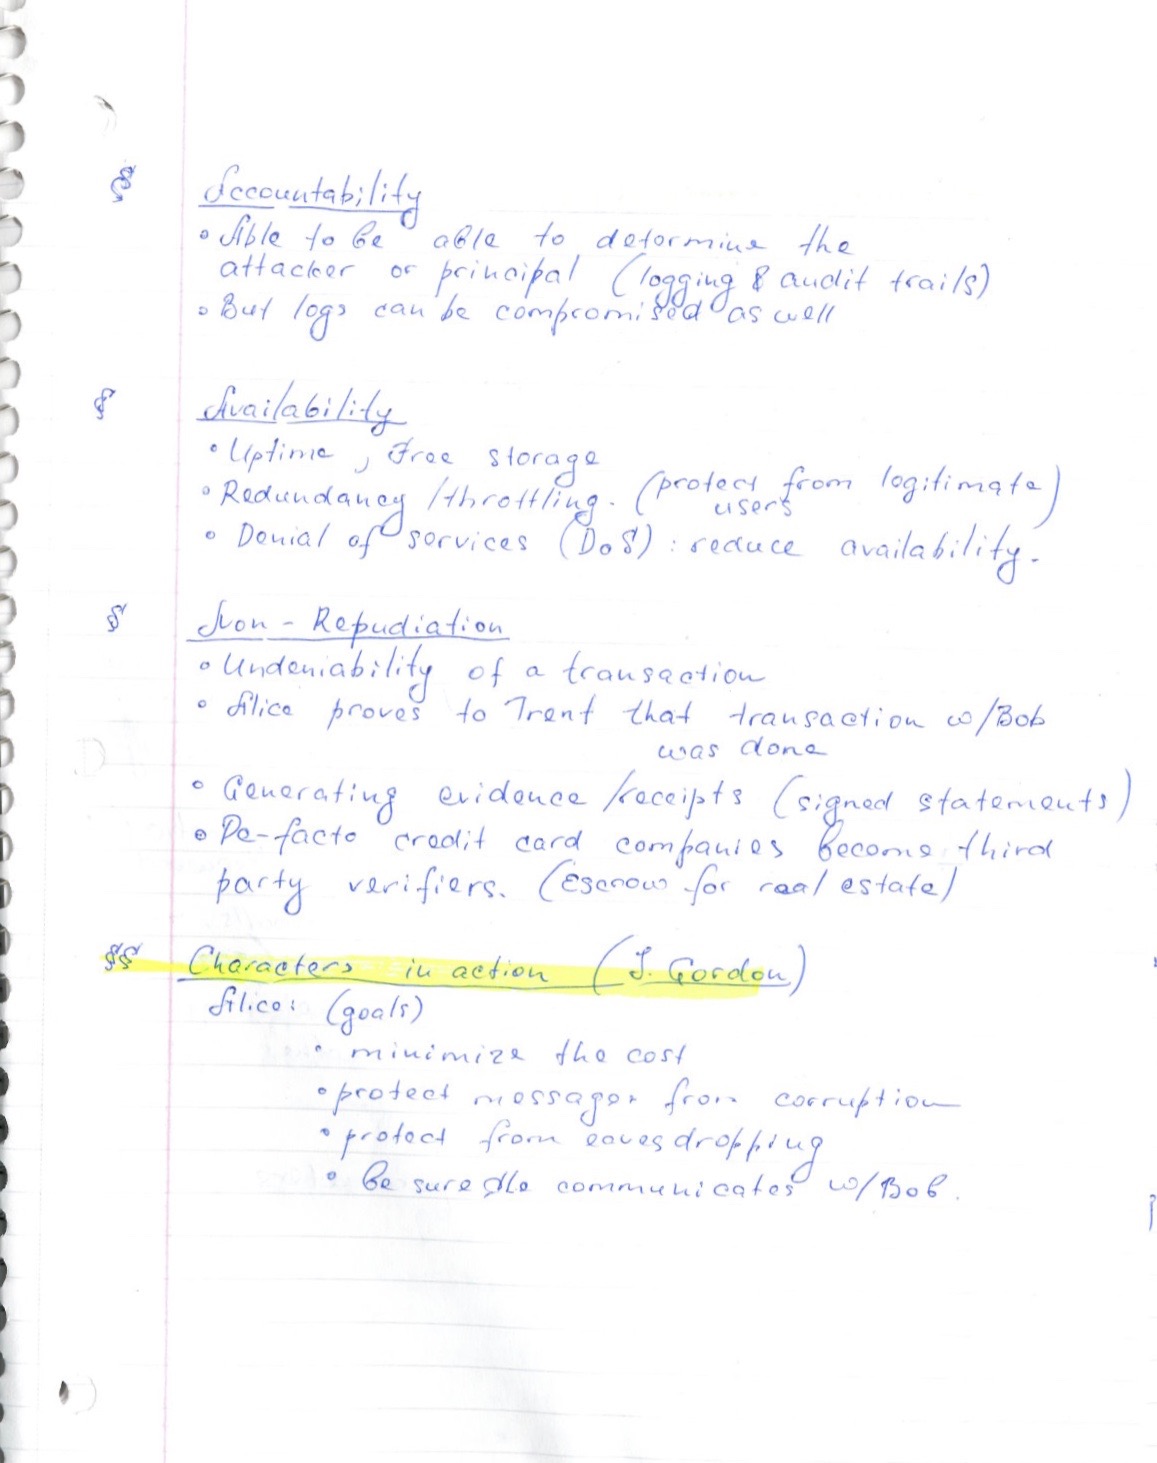 § Accountability
• Able to be able to determine the
attacker or principal (logging & audit trails)
• But logs can be compromised as well
§ Availability
• Uptime, Free storage
• Redundancy /throttling. (protect from legitimate
users)
• Denial of services (DoS): reduce availability.
§ Non-Repudiation
• Undeniability of a transaction
• Alice proves to Trent that transaction w/Bob
was done
• Generating evidence/receipts (signed statements)
• De-facto credit card companies become third
party verifiers. (Escrow for real estate)
§§ Characters in action (J. Gordon)
Alice: (goals)
• minimize the cost
• protect messages from corruption
• protect from eavesdropping
• Be sure she communicates w/Bob.